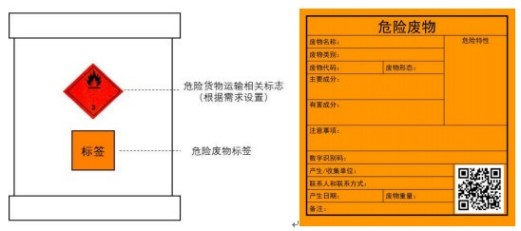 危险货物运输相关标志
(根据需求设置)
标签
危险废物标签
危险废物
废物名称:
危险特性
废物类别:
废物代码:
废物形态:
主要成分:
有害成分:
注意事项:
数字识别码:
产生/收集单位:
联系人和联系方式:
产生日期:
废物重量:
备注: